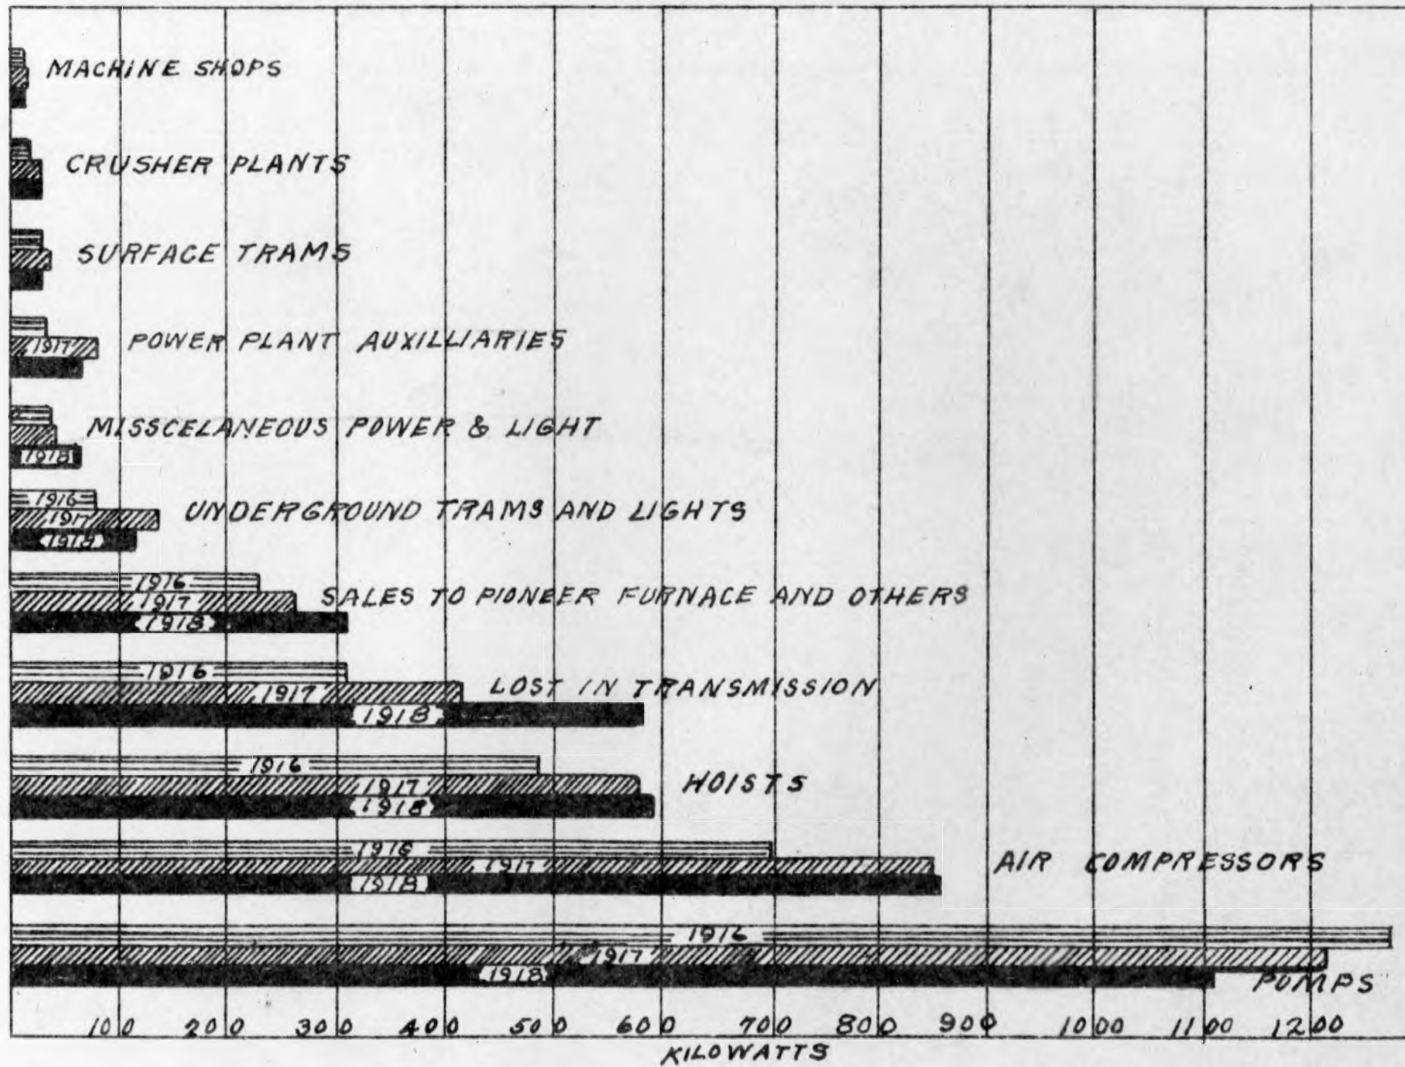 MACHINE SHOPS
CRUSHER PLANTS
SURFACE TRAMS
1917
POWER PLANT AUXILLIARIES
MISSCELANEOUS POWER & LIGHT
1918
1916
1917
UNDERGROUND TRAMS AND LIGHTS
1918
1916
1917
SALES TO PIONEER FURNACE AND OTHERS
1918
1916
1917
LOST IN TRANSMISSION
1918
1916
1917
HOISTS
1918
1916
1917
AIR COMPRESSORS
1918
1916
1917
1918
PUMPS
100 200 300 400 500 600 700 800 900 1000 1100 1200
KILOWATTS